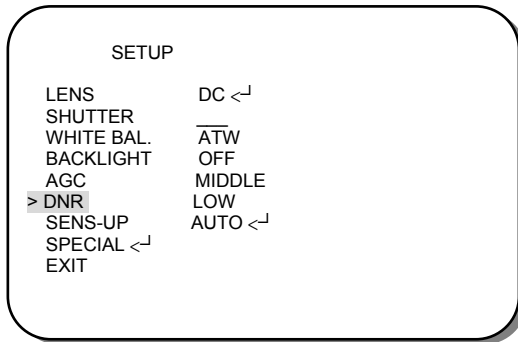 SETUP
LENS DC ↵
SHUTTER ___
WHITE BAL. ATW
BACKLIGHT OFF
AGC MIDDLE
> DNR LOW
SENS-UP AUTO ↵
SPECIAL ↵
EXIT